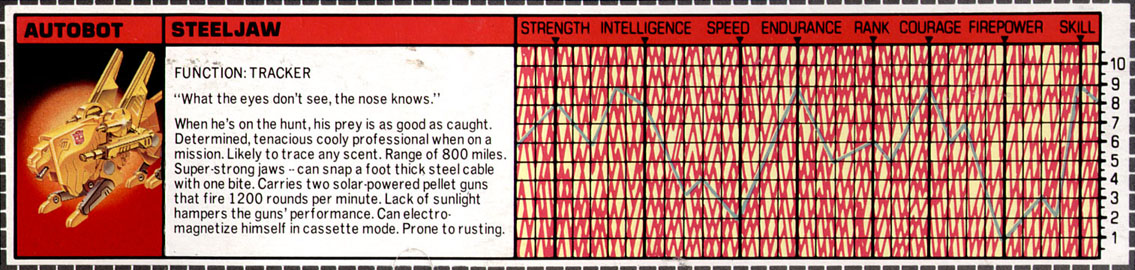 AUTOBOT
STEELJAW
STRENGTH INTELLIGENCE SPEED ENDURANCE RANK COURAGE FIREPOWER SKILL
FUNCTION: TRACKER
“What the eyes don’t see, the nose knows.”
When he’s on the hunt, his prey is as good as caught.
Determined, tenacious cooly professional when on a
mission. Likely to trace any scent. Range of 800 miles.
Super-strong jaws -- can snap a foot thick steel cable
with one bite. Carries two solar-powered pellet guns
that fire 1200 rounds per minute. Lack of sunlight
hampers the guns’ performance. Can electro-
magnetize himself in cassette mode. Prone to rusting.
10
9
8
7
6
5
4
3
2
1